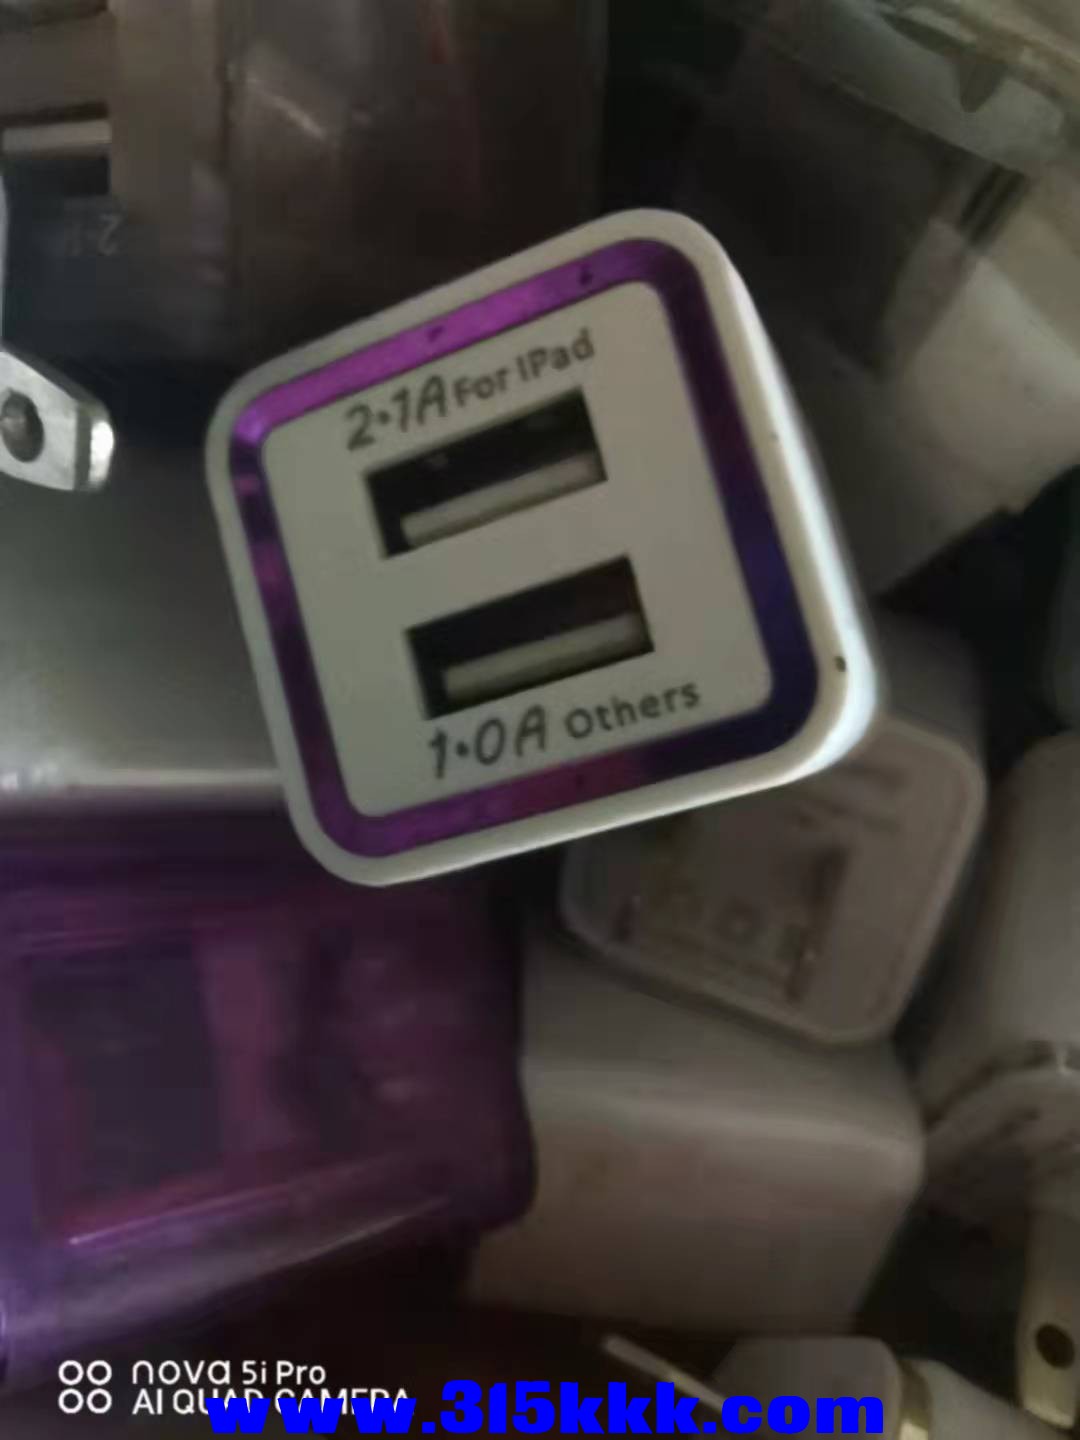 2.1A For IPad
1.0A Others
nova 5i Pro
AI QUAD CAMERA
www.315kkk.com